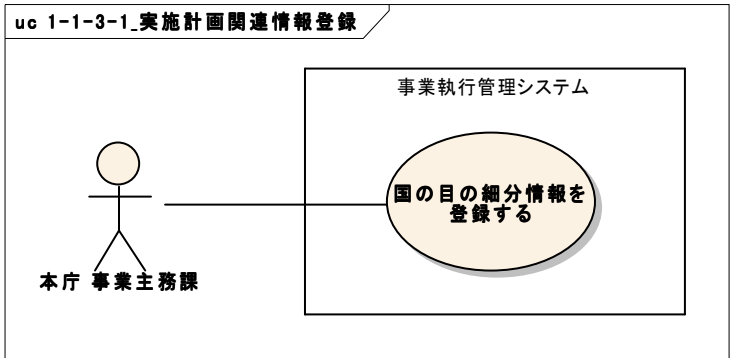 uc 1-1-3-1_実施計画関連情報登録
事業執行管理システム
国の目の細分情報を
登録する
本庁 事業主務課